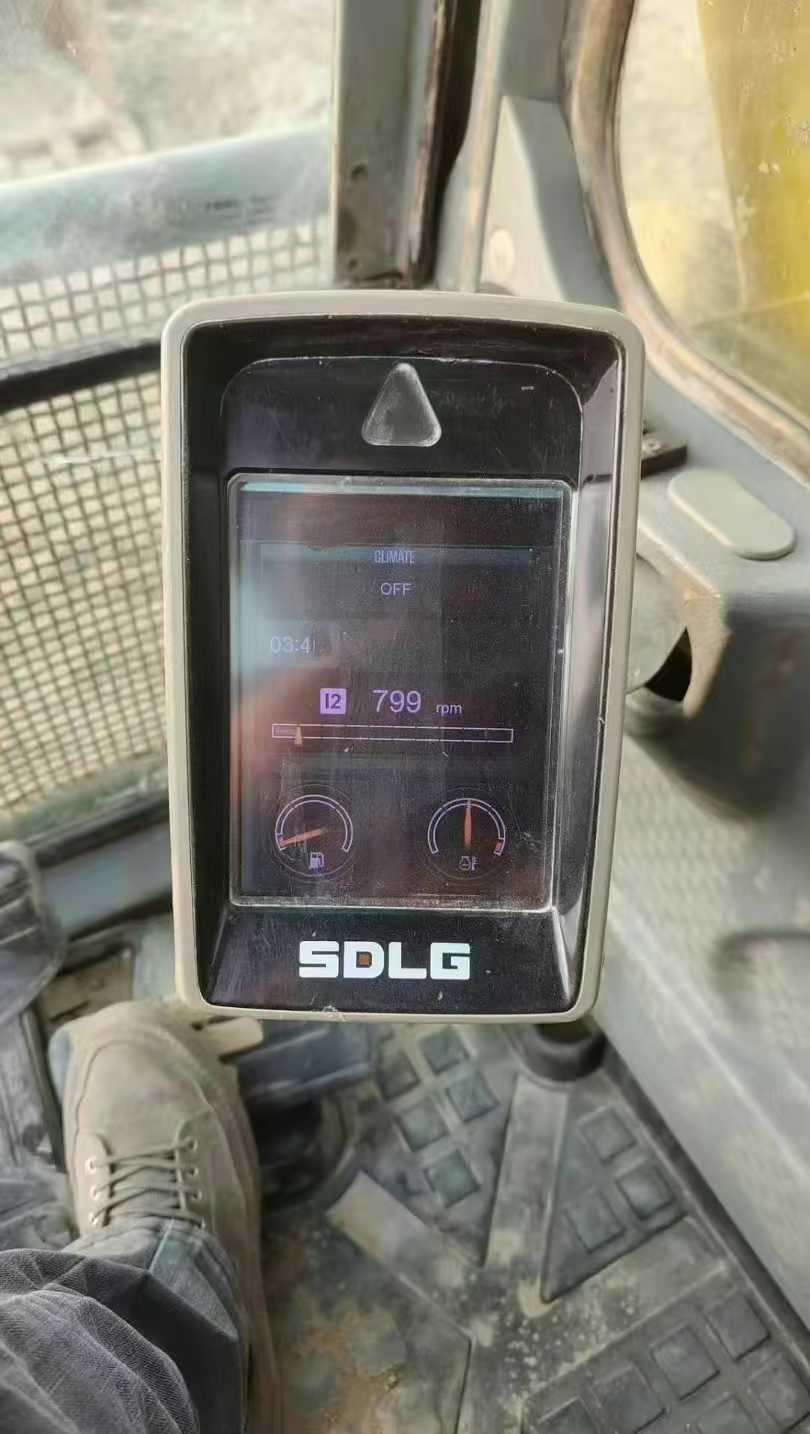 CLIMATE
OFF
03:4
I2 799 rpm
SDLG